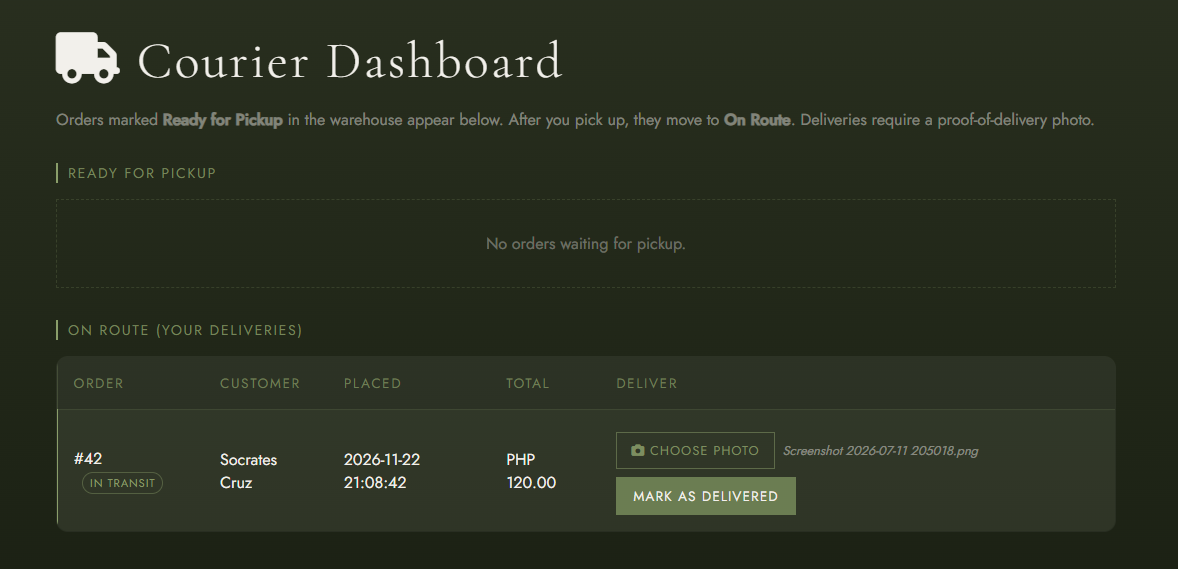 Courier Dashboard
Orders marked Ready for Pickup in the warehouse appear below. After you pick up, they move to On Route. Deliveries require a proof-of-delivery photo.
READY FOR PICKUP
No orders waiting for pickup.
ON ROUTE (YOUR DELIVERIES)
ORDER CUSTOMER PLACED TOTAL DELIVER
#42
IN TRANSIT
Socrates
Cruz
2026-11-22
21:08:42
PHP
120.00
CHOOSE PHOTO Screenshot 2026-07-11 205018.png
MARK AS DELIVERED